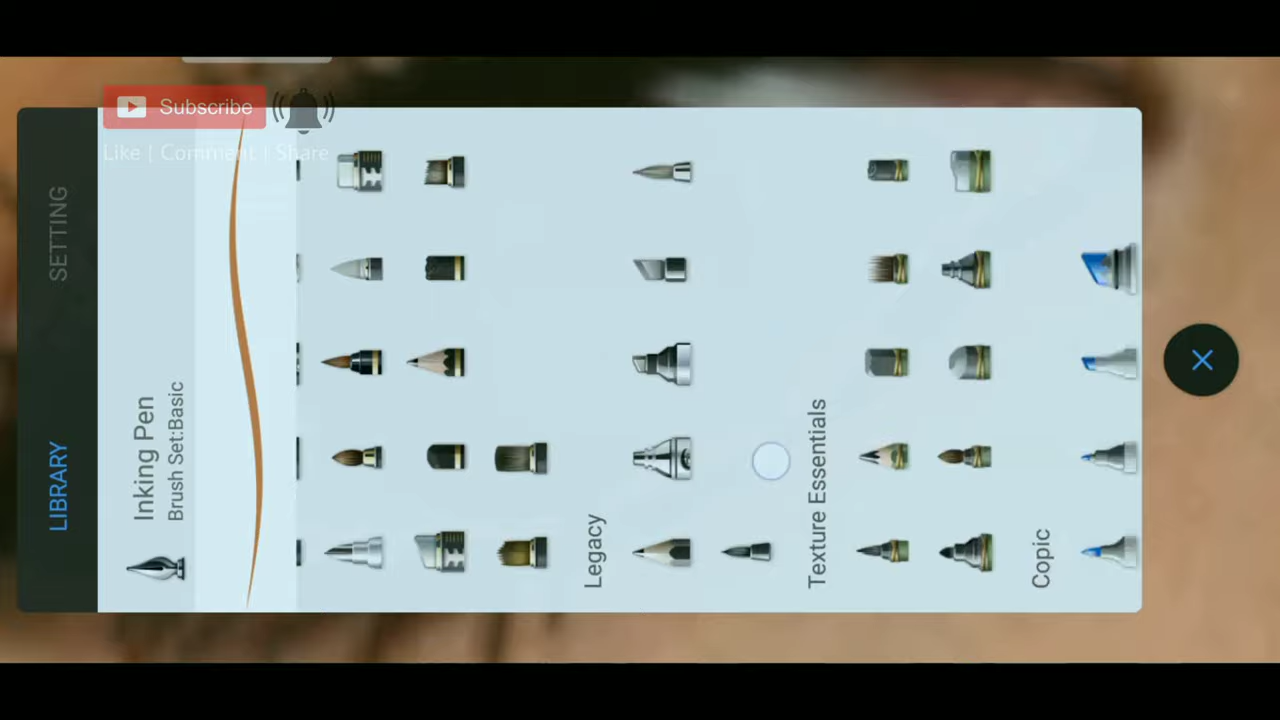 Subscribe
Like | Comment | Share
LIBRARY
SETTING
Inking Pen
Brush Set:Basic
Legacy
Texture Essentials
Copic